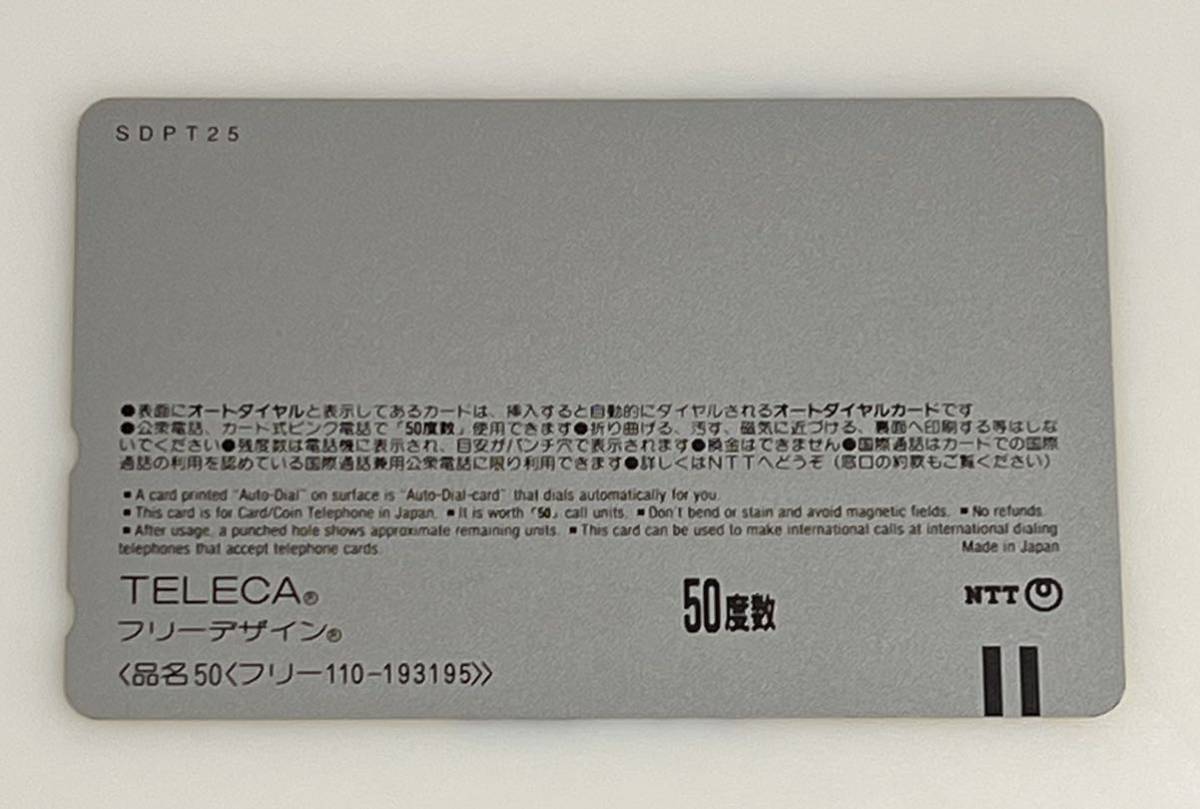 SDPT25
●表面にオートダイヤルと表示してあるカードは、挿入すると自動的にダイヤルされるオートダイヤルカードです
●公衆電話、カード式ピンク電話で「50度数」使用できます●折り曲げる、汚す、磁気に近づける、裏面へ印刷する等はしな
いでください●残度数は電話機に表示され、目安がパンチ穴で表示されます●換金はできません●国際通話はカードでの国際
通話の利用を認めている国際通話兼用公衆電話に限り利用できます●詳しくはNTTへどうぞ（窓口の約款もご覧ください）
■ A card printed "Auto-Dial" on surface is "Auto-Dial-card" that dials automatically for you.
■ This card is for Card/Coin Telephone in Japan. ■ It is worth「50」call units. ■ Don't bend or stain and avoid magnetic fields. ■ No refunds.
■ After usage, a punched hole shows approximate remaining units. ■ This card can be used to make international calls at international dialing
telephones that accept telephone cards.
Made in Japan
TELECA®
フリーデザイン®
50度数
NTT
〈品名50〈フリー110-193195〉〉